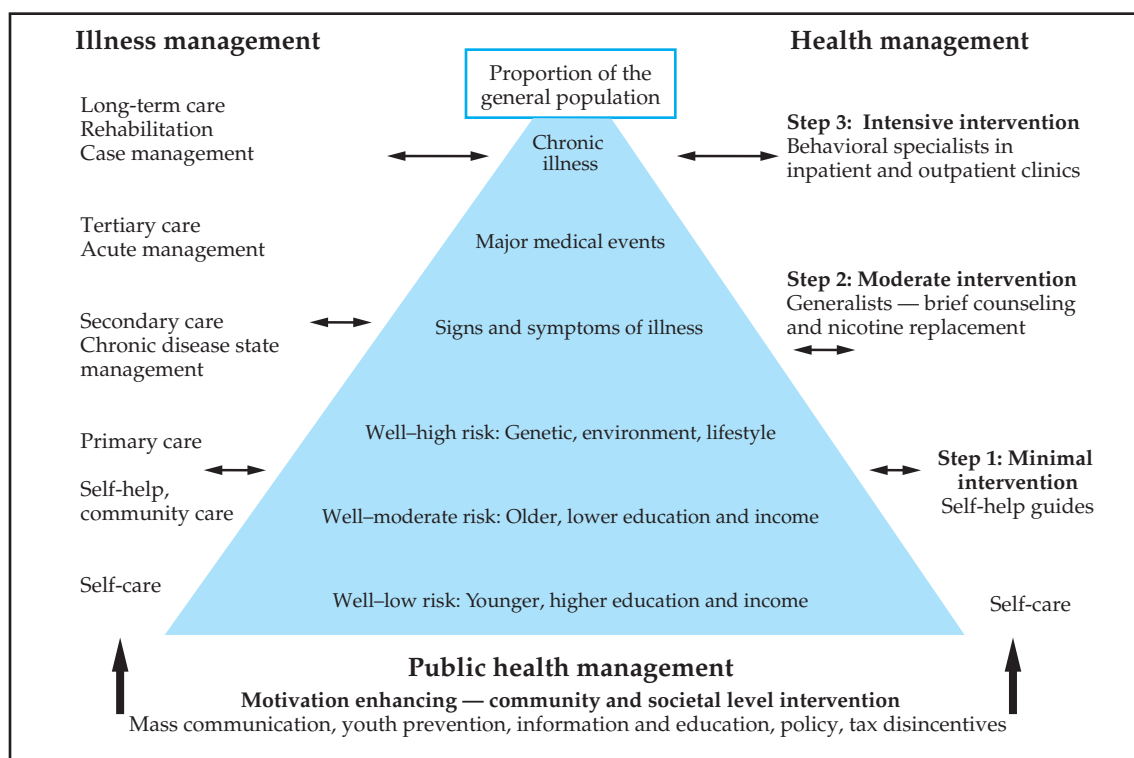 Illness management
Long-term care
Rehabilitation
Case management
Tertiary care
Acute management
Secondary care
Chronic disease state
management
Primary care
Self-help,
community care
Self-care
Proportion of the
general population
Chronic
illness
Major medical events
Signs and symptoms of illness
Well–high risk: Genetic, environment, lifestyle
Well–moderate risk: Older, lower education and income
Well–low risk: Younger, higher education and income
Health management
Step 3:  Intensive intervention
Behavioral specialists in
inpatient and outpatient clinics
Step 2: Moderate intervention
Generalists — brief counseling
and nicotine replacement
Step 1: Minimal
intervention
Self-help guides
Self-care
Public health management
Motivation enhancing — community and societal level intervention
Mass communication, youth prevention, information and education, policy, tax disincentives